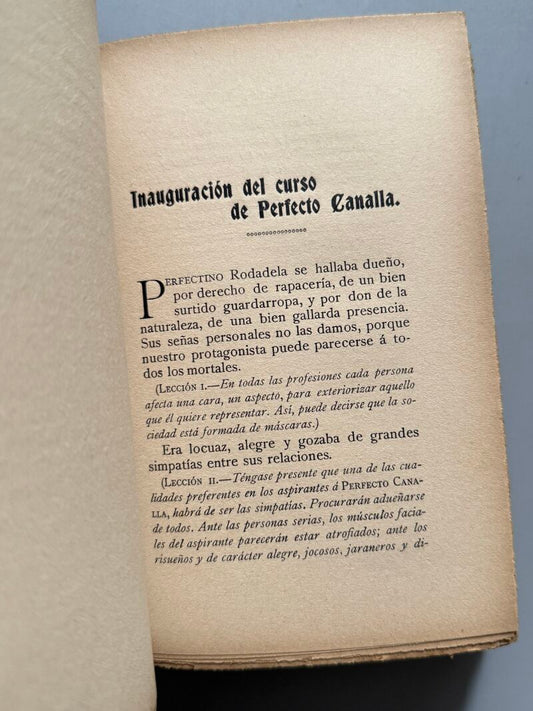 Inauguración del curso
de Perfecto Canalla.
PERFECTINO Rodadela se hallaba dueño,
por derecho de rapacería, de un bien
surtido guardarropa, y por don de la
naturaleza, de una bien gallarda presencia.
Sus señas personales no las damos, porque
nuestro protagonista puede parecerse á to-
dos los mortales.
(LECCIÓN I.—En todas las profesiones cada persona
afecta una cara, un aspecto, para exteriorizar aquello
que él quiere representar. Así, puede decirse que la so-
ciedad está formada de máscaras.)
Era locuaz, alegre y gozaba de grandes
simpatías entre sus relaciones.
(LECCIÓN II.—Téngase presente que una de las cua-
lidades preferentes en los aspirantes á PERFECTO CANA-
LLA, habrá de ser las simpatías. Procurarán adueñarse
de todos. Ante las personas serias, los músculos facia-
les del aspirante parecerán estar atrofiados; ante los
risueños y de carácter alegre, jocosos, jaraneros y di-